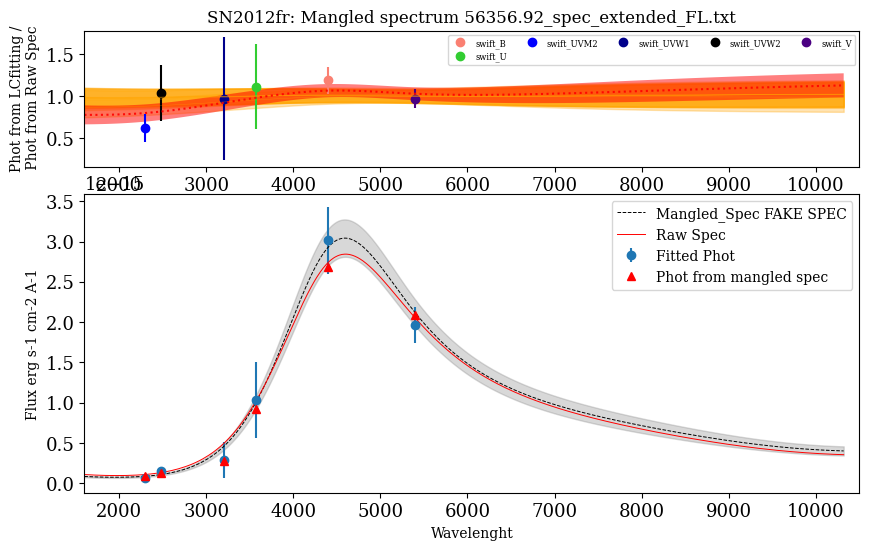 SN2012fr: Mangled spectrum 56356.92_spec_extended_FL.txt
Phot from LCfitting /
Phot from Raw Spec
1.5
1.0
0.5
swift_B
swift_U
swift_UVM2
swift_UVW1
swift_UVW2
swift_V
2000 3000 4000 5000 6000 7000 8000 9000 10000
1e−15
Flux erg s-1 cm-2 A-1
3.5
3.0
2.5
2.0
1.5
1.0
0.5
0.0
Mangled_Spec FAKE SPEC
Raw Spec
Fitted Phot
Phot from mangled spec
2000 3000 4000 5000 6000 7000 8000 9000 10000
Wavelenght